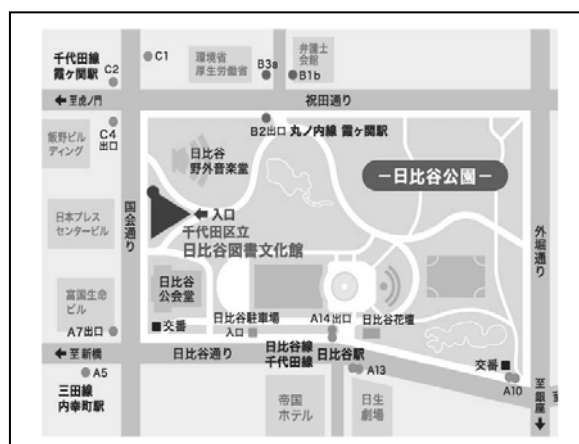 千代田線
霞ヶ関駅
C2
C1
環境省
厚生労働省
B3a
弁護士
会館
B1b
←至虎ノ門
祝田通り
飯野ビル
ディング
C4
出口
B2出口 丸ノ内線 霞ヶ関駅
日比谷
野外音楽堂
ー日比谷公園ー
日本プレス
センタービル
国会通り
←入口
千代田区立
日比谷図書文化館
外堀通り
富国生命
ビル
日比谷
公会堂
A7出口
■交番
日比谷駐車場
入口
A14出口
日比谷花壇
←至新橋
日比谷通り
日比谷線
千代田線
日比谷駅
交番■
A5
三田線
内幸町駅
A13
A10
帝国
ホテル
日生
劇場
至銀座→